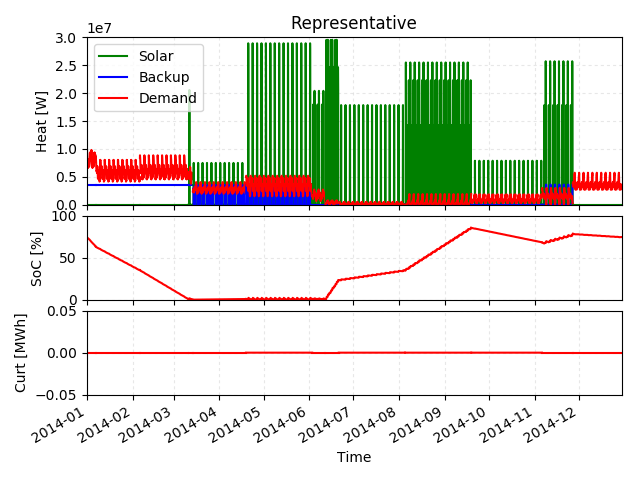 Representative
1e7
3.0
2.5
2.0
1.5
1.0
0.5
0.0
Heat [W]
Solar
Backup
Demand
100
50
0
SoC [%]
0.05
0.00
−0.05
Curt [MWh]
2014-01
2014-02
2014-03
2014-04
2014-05
2014-06
2014-07
2014-08
2014-09
2014-10
2014-11
2014-12
Time